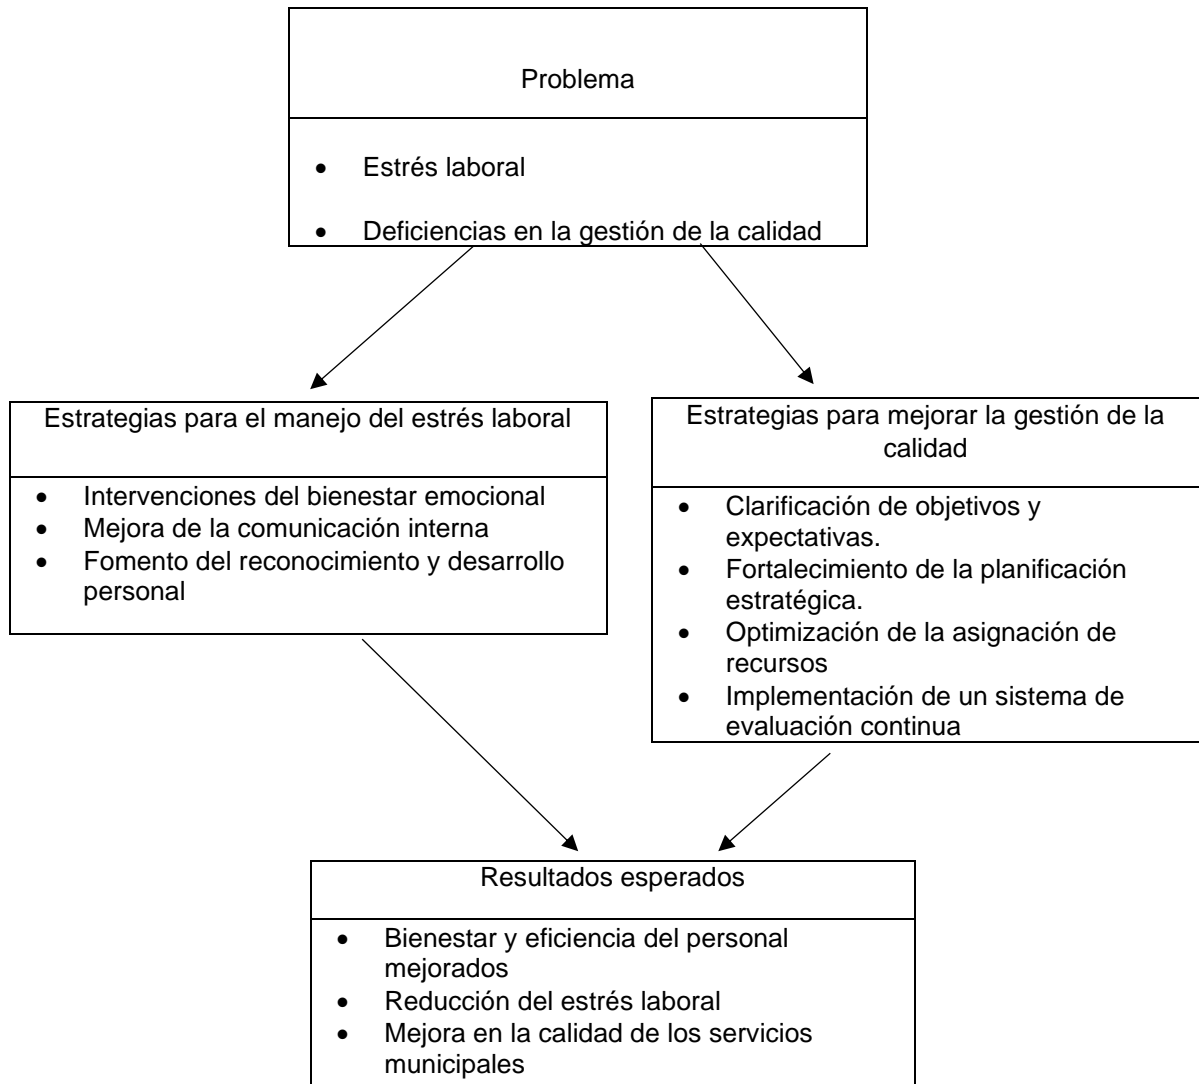 Problema
• Estrés laboral
• Deficiencias en la gestión de la calidad
Estrategias para el manejo del estrés laboral
• Intervenciones del bienestar emocional
• Mejora de la comunicación interna
• Fomento del reconocimiento y desarrollo
personal
Estrategias para mejorar la gestión de la
calidad
• Clarificación de objetivos y
expectativas.
• Fortalecimiento de la planificación
estratégica.
• Optimización de la asignación de
recursos
• Implementación de un sistema de
evaluación continua
Resultados esperados
• Bienestar y eficiencia del personal
mejorados
• Reducción del estrés laboral
• Mejora en la calidad de los servicios
municipales